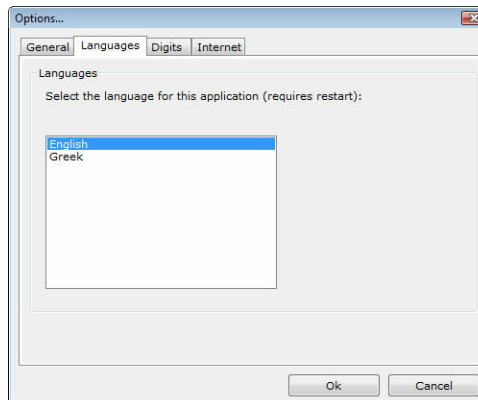 Options...
General Languages Digits Internet
Languages
Select the language for this application (requires restart):
English
Greek
Ok Cancel